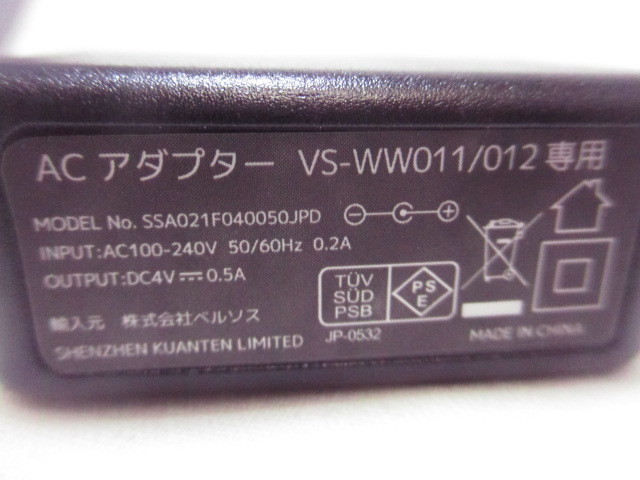 AC アダプター VS-WW011/012 専用
MODEL No. SSA021F040050JPD
INPUT:AC100-240V 50/60Hz 0.2A
OUTPUT:DC4V⎓0.5A
輸入元 株式会社ベルソス
SHENZHEN KUANTEN LIMITED
TÜV
SÜD
PSB
PS
E
JP-0532
MADE IN CHINA